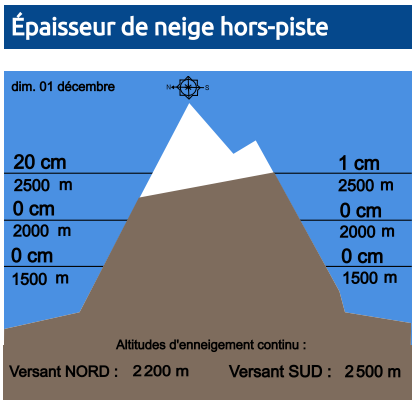 Épaisseur de neige hors-piste
dim. 01 décembre
N S
20 cm 1 cm
2500 m 2500 m
0 cm 0 cm
2000 m 2000 m
0 cm 0 cm
1500 m 1500 m
Altitudes d'enneigement continu :
Versant NORD : 2200 m Versant SUD : 2500 m